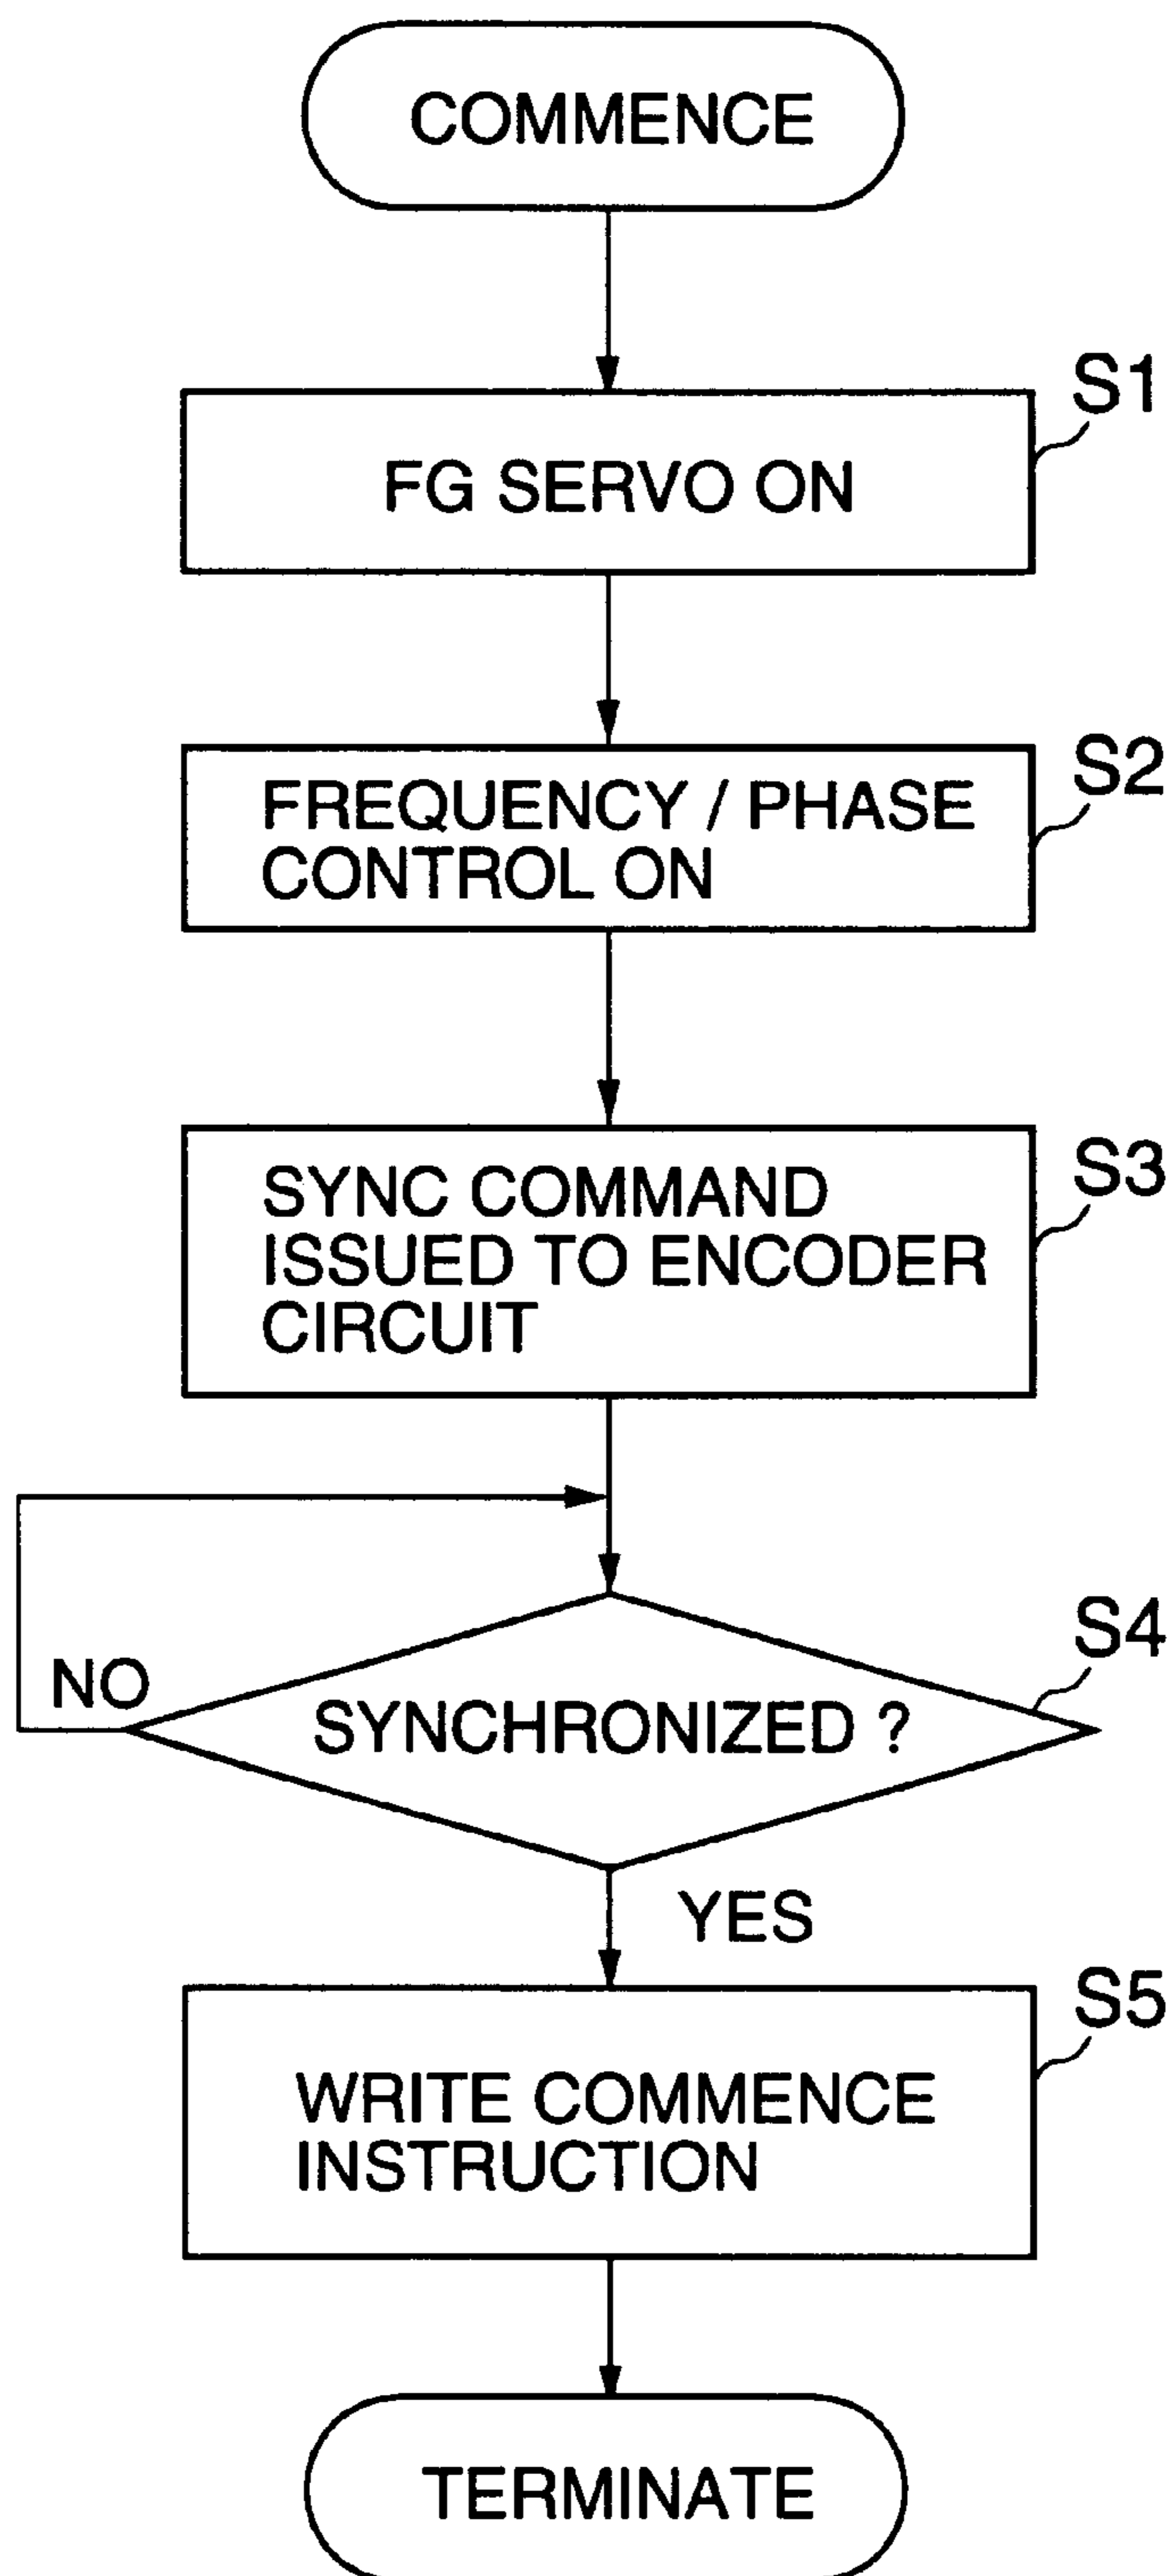 COMMENCE
S1
FG SERVO ON
S2
FREQUENCY / PHASE
CONTROL ON
S3
SYNC COMMAND
ISSUED TO ENCODER
CIRCUIT
S4
NO
SYNCHRONIZED ?
YES
S5
WRITE COMMENCE
INSTRUCTION
TERMINATE